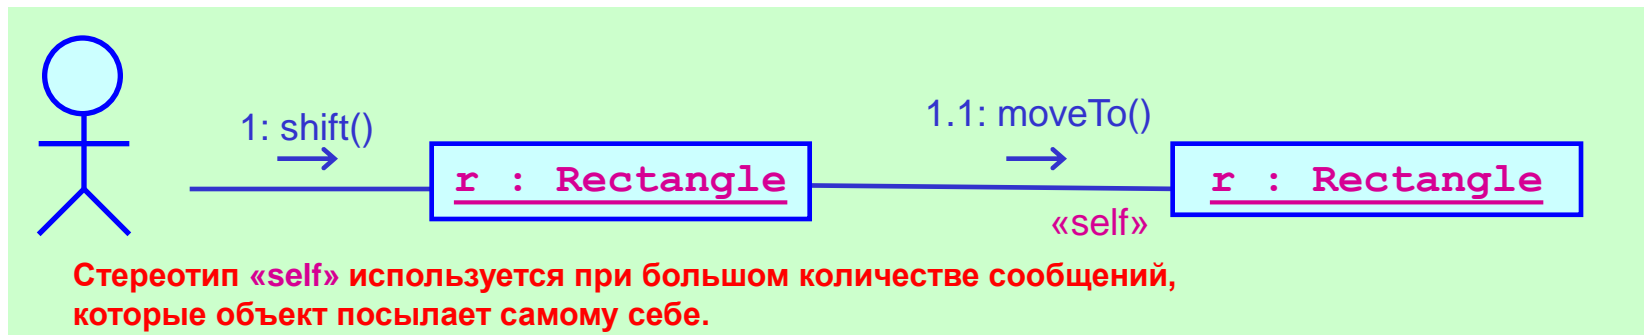 1: shift()
1.1: moveTo()
r : Rectangle
r : Rectangle
«self»
Стереотип «self» используется при большом количестве сообщений,
которые объект посылает самому себе.